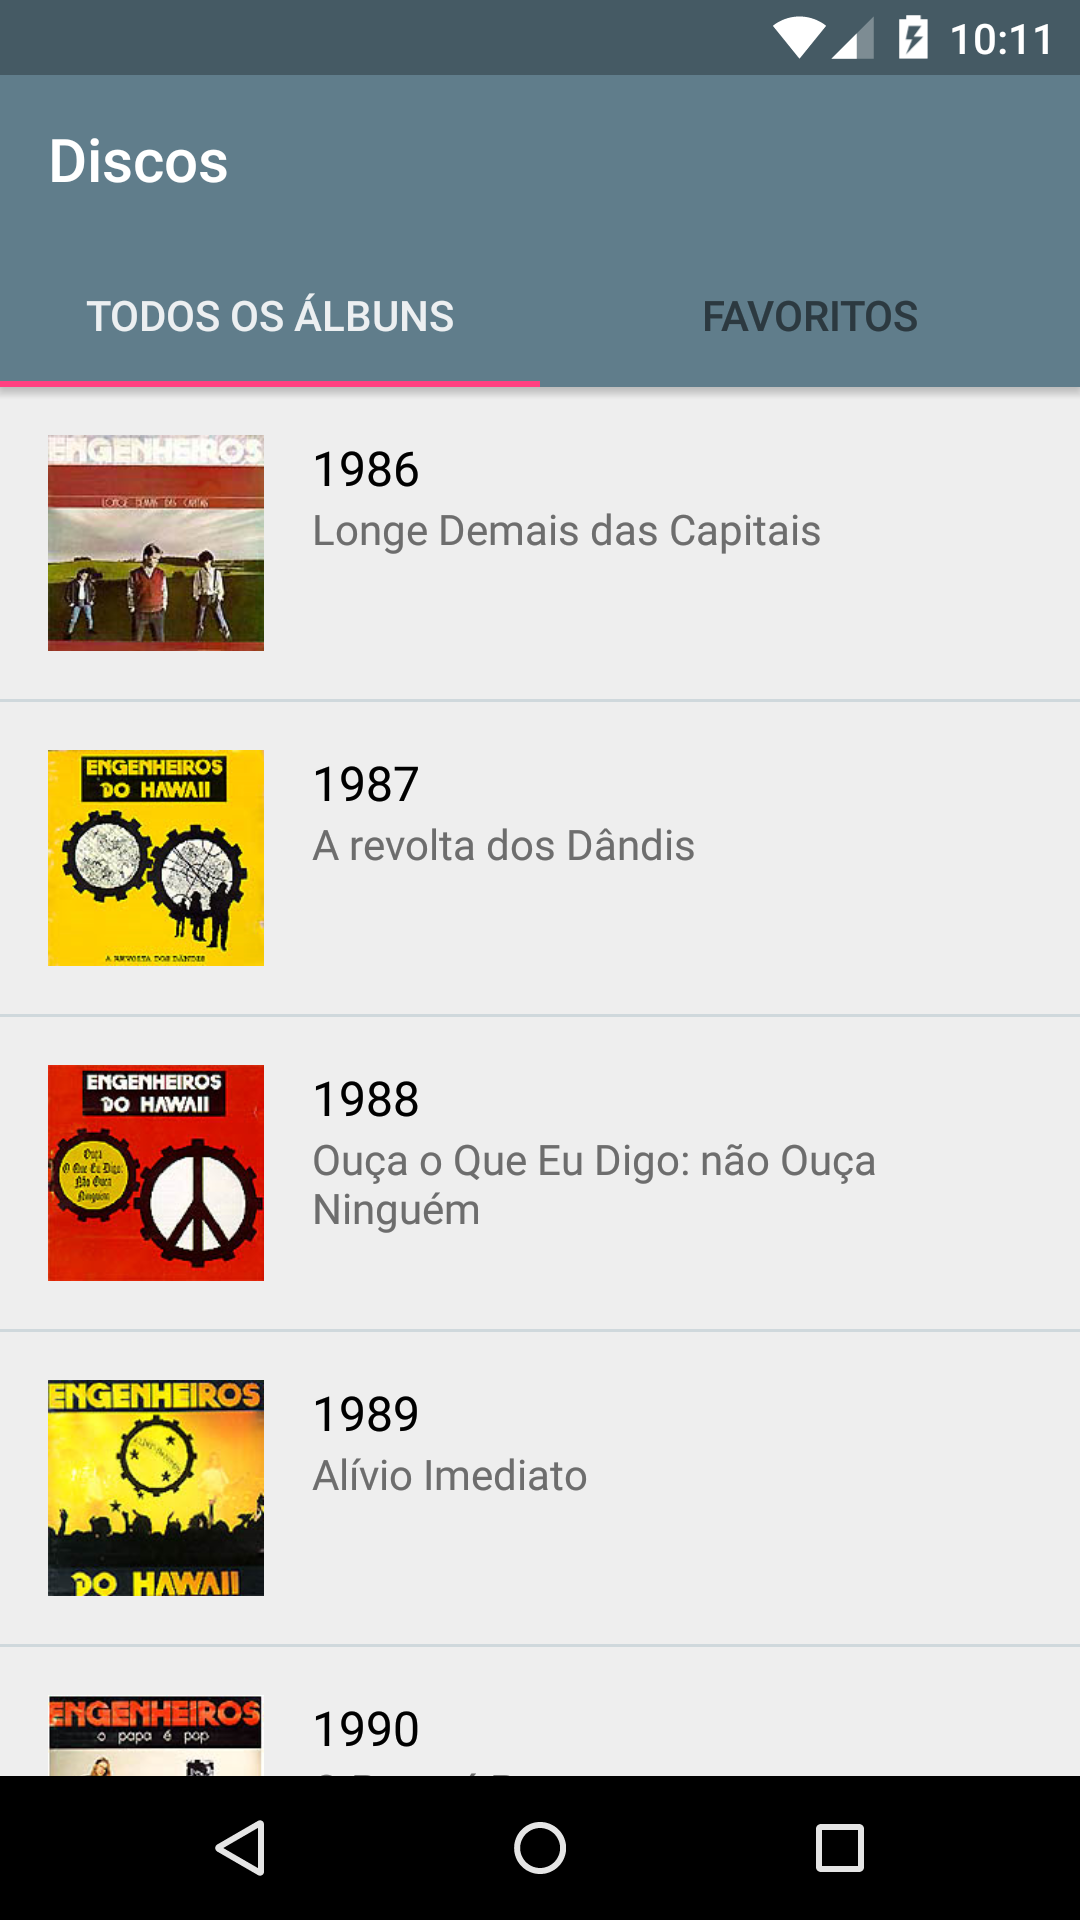 10:11
Discos
TODOS OS ÁLBUNS
FAVORITOS
ENGENHEIROS
LONGE DEMAIS DAS CAPITAIS
1986
Longe Demais das Capitais
ENGENHEIROS
DO HAWAII
A REVOLTA DOS DÂNDIS
1987
A revolta dos Dândis
ENGENHEIROS
DO HAWAII
Ouça
O Que Eu Digo:
Não Ouça
Ninguém
1988
Ouça o Que Eu Digo: não Ouça
Ninguém
ENGENHEIROS
DO HAWAII
1989
Alívio Imediato
ENGENHEIROS
o papa é pop
1990